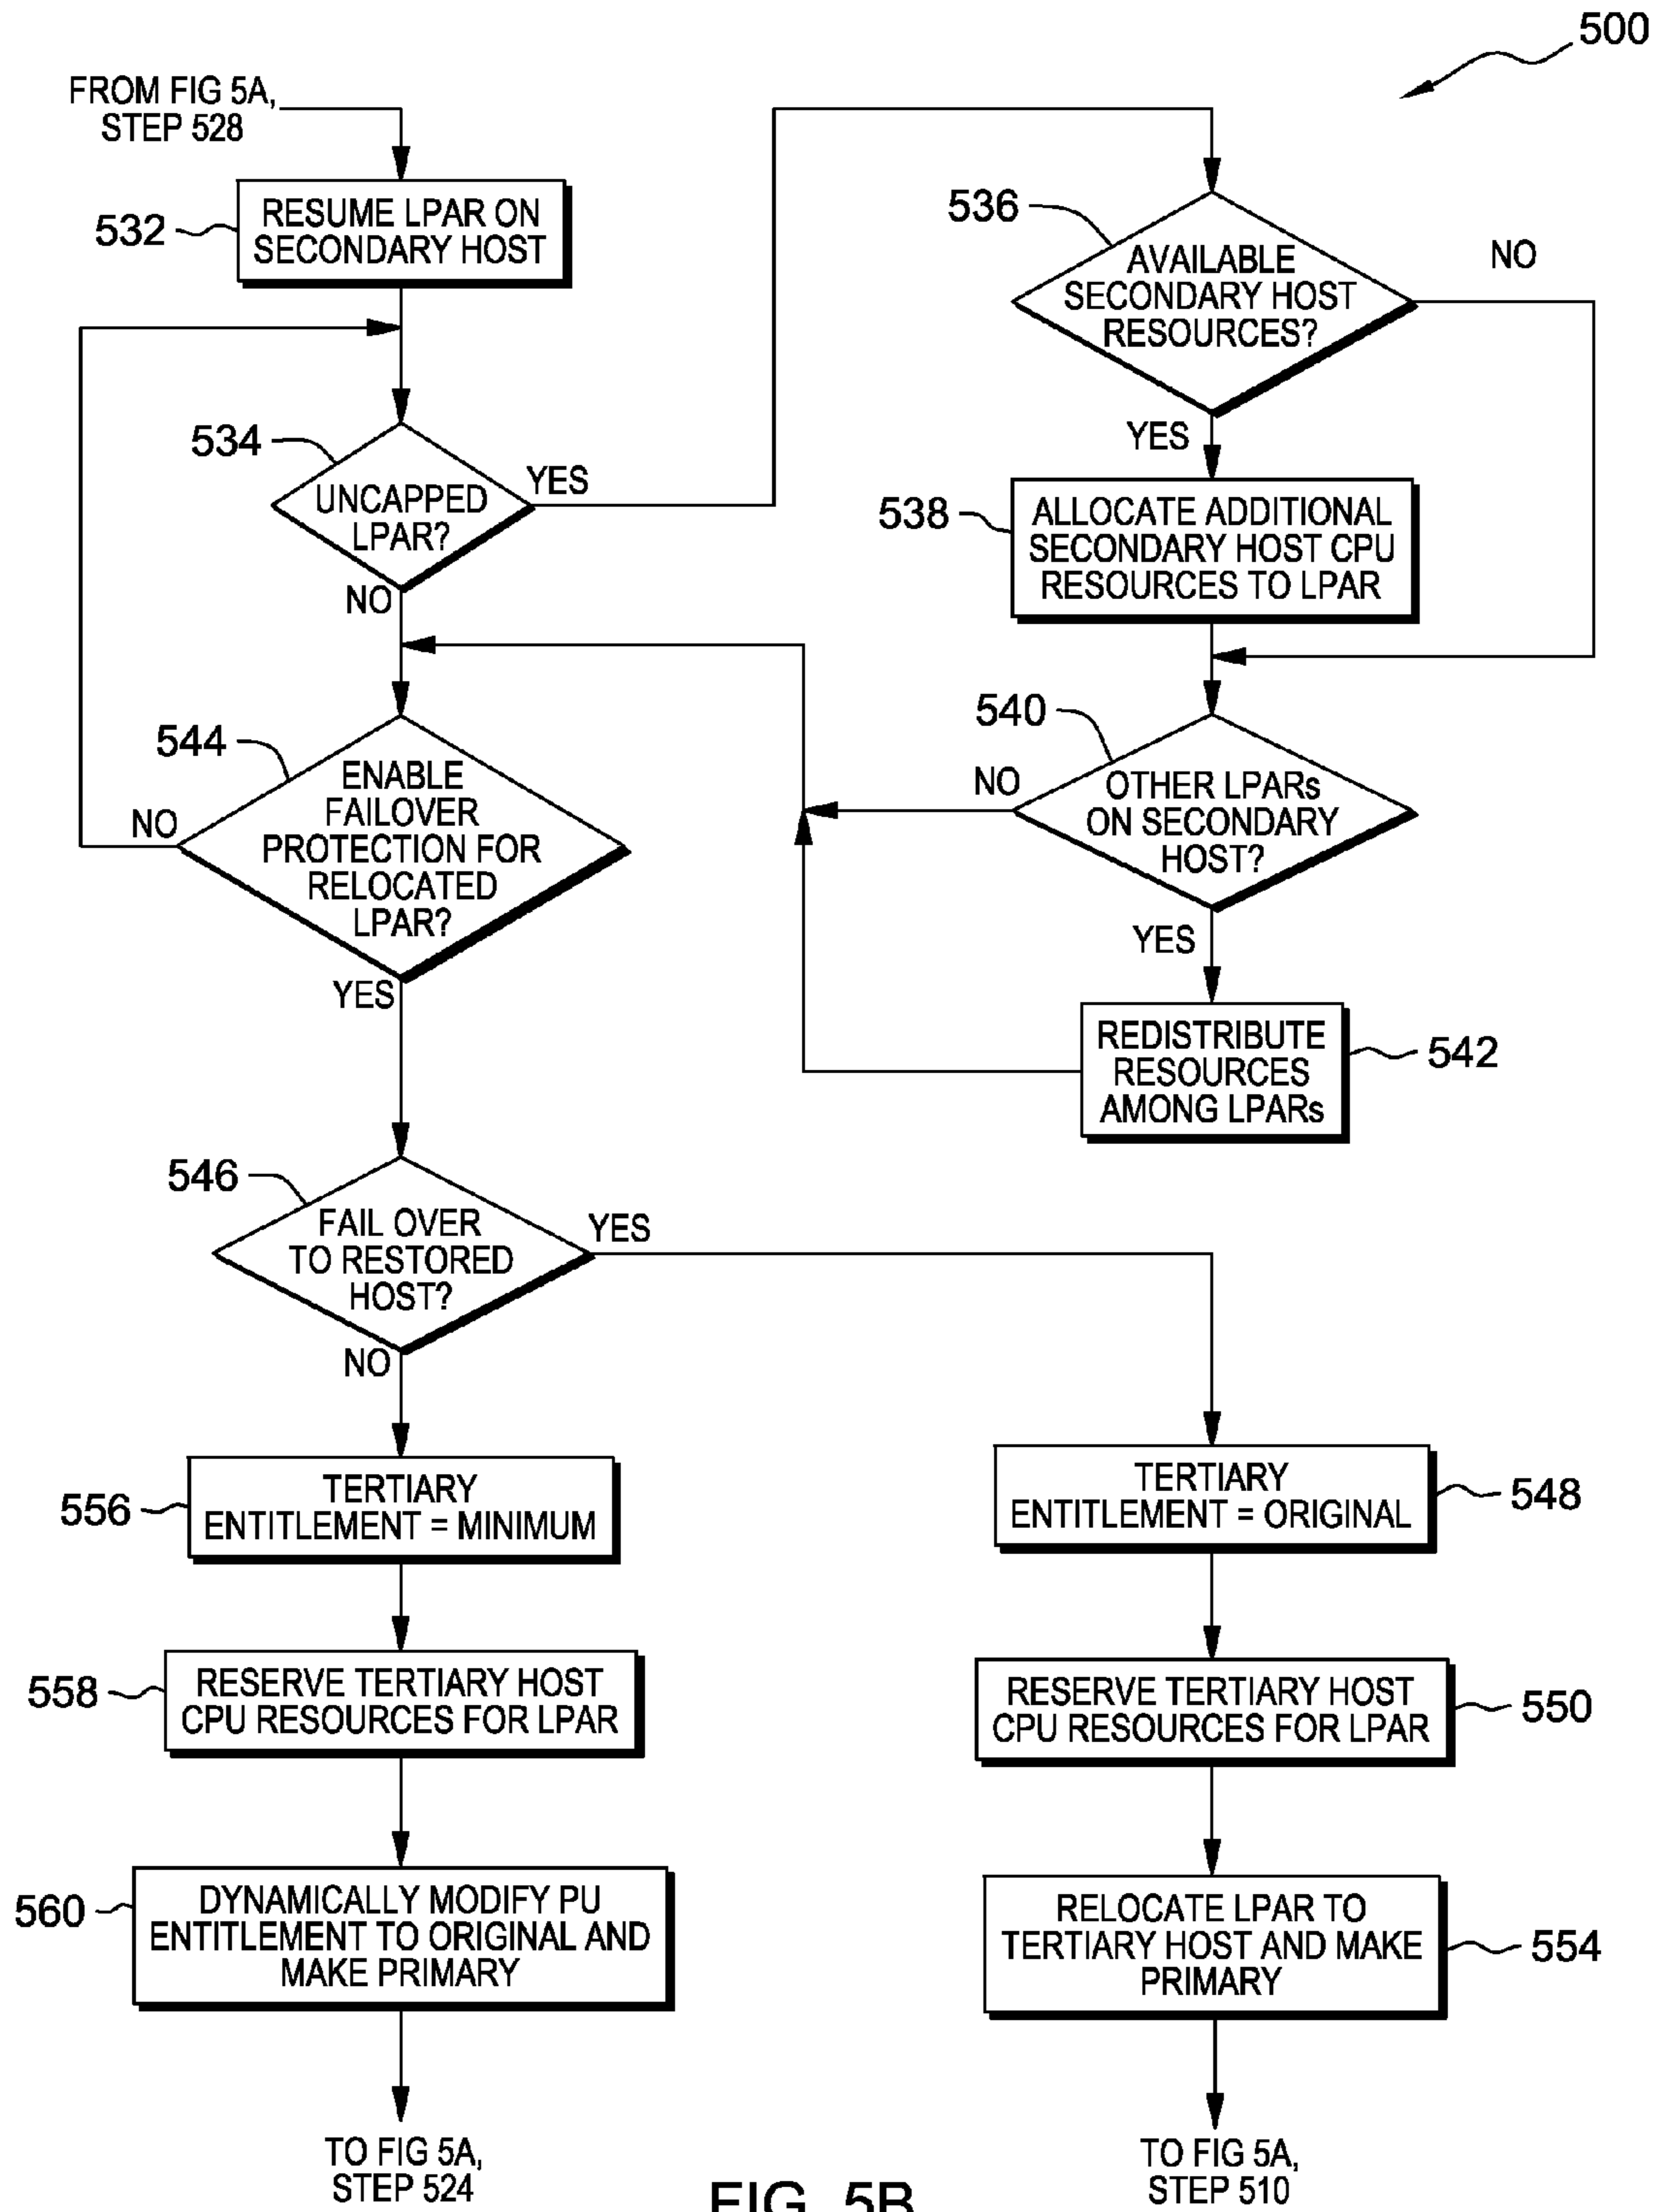 500
FROM FIG 5A,
STEP 528
532
RESUME LPAR ON
SECONDARY HOST
534
UNCAPPED
LPAR?
YES
NO
536
AVAILABLE
SECONDARY HOST
RESOURCES?
NO
YES
538
ALLOCATE ADDITIONAL
SECONDARY HOST CPU
RESOURCES TO LPAR
540
OTHER LPARs
ON SECONDARY
HOST?
NO
YES
REDISTRIBUTE
RESOURCES
AMONG LPARs
542
544
ENABLE
FAILOVER
PROTECTION FOR
RELOCATED
LPAR?
NO
YES
546
FAIL OVER
TO RESTORED
HOST?
YES
NO
556
TERTIARY
ENTITLEMENT = MINIMUM
558
RESERVE TERTIARY HOST
CPU RESOURCES FOR LPAR
560
DYNAMICALLY MODIFY PU
ENTITLEMENT TO ORIGINAL AND
MAKE PRIMARY
TO FIG 5A,
STEP 524
TERTIARY
ENTITLEMENT = ORIGINAL
548
RESERVE TERTIARY HOST
CPU RESOURCES FOR LPAR
550
RELOCATE LPAR TO
TERTIARY HOST AND MAKE
PRIMARY
554
TO FIG 5A,
STEP 510
FIG. 5B